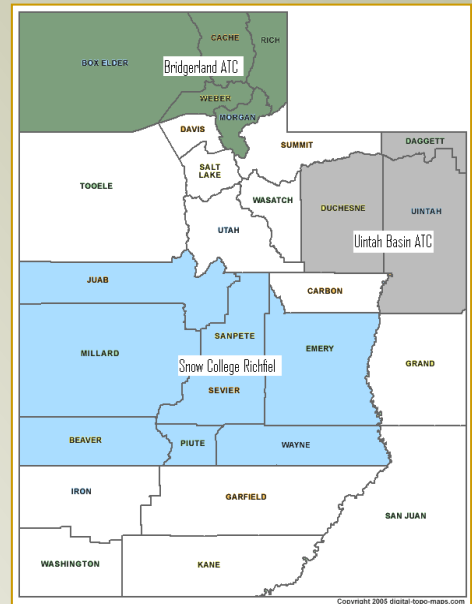 CACHE
RICH
BOX ELDER
Bridgerland ATC
WEBER
MORGAN
DAVIS
SUMMIT
DAGGETT
SALT
LAKE
TOOELE
WASATCH
DUCHESNE
UINTAH
UTAH
Uintah Basin ATC
JUAB
CARBON
SANPETE
EMERY
MILLARD
GRAND
Snow College Richfiel
SEVIER
BEAVER
PIUTE
WAYNE
IRON
GARFIELD
SAN JUAN
WASHINGTON
KANE
Copyright 2005 digital-topo-maps.com